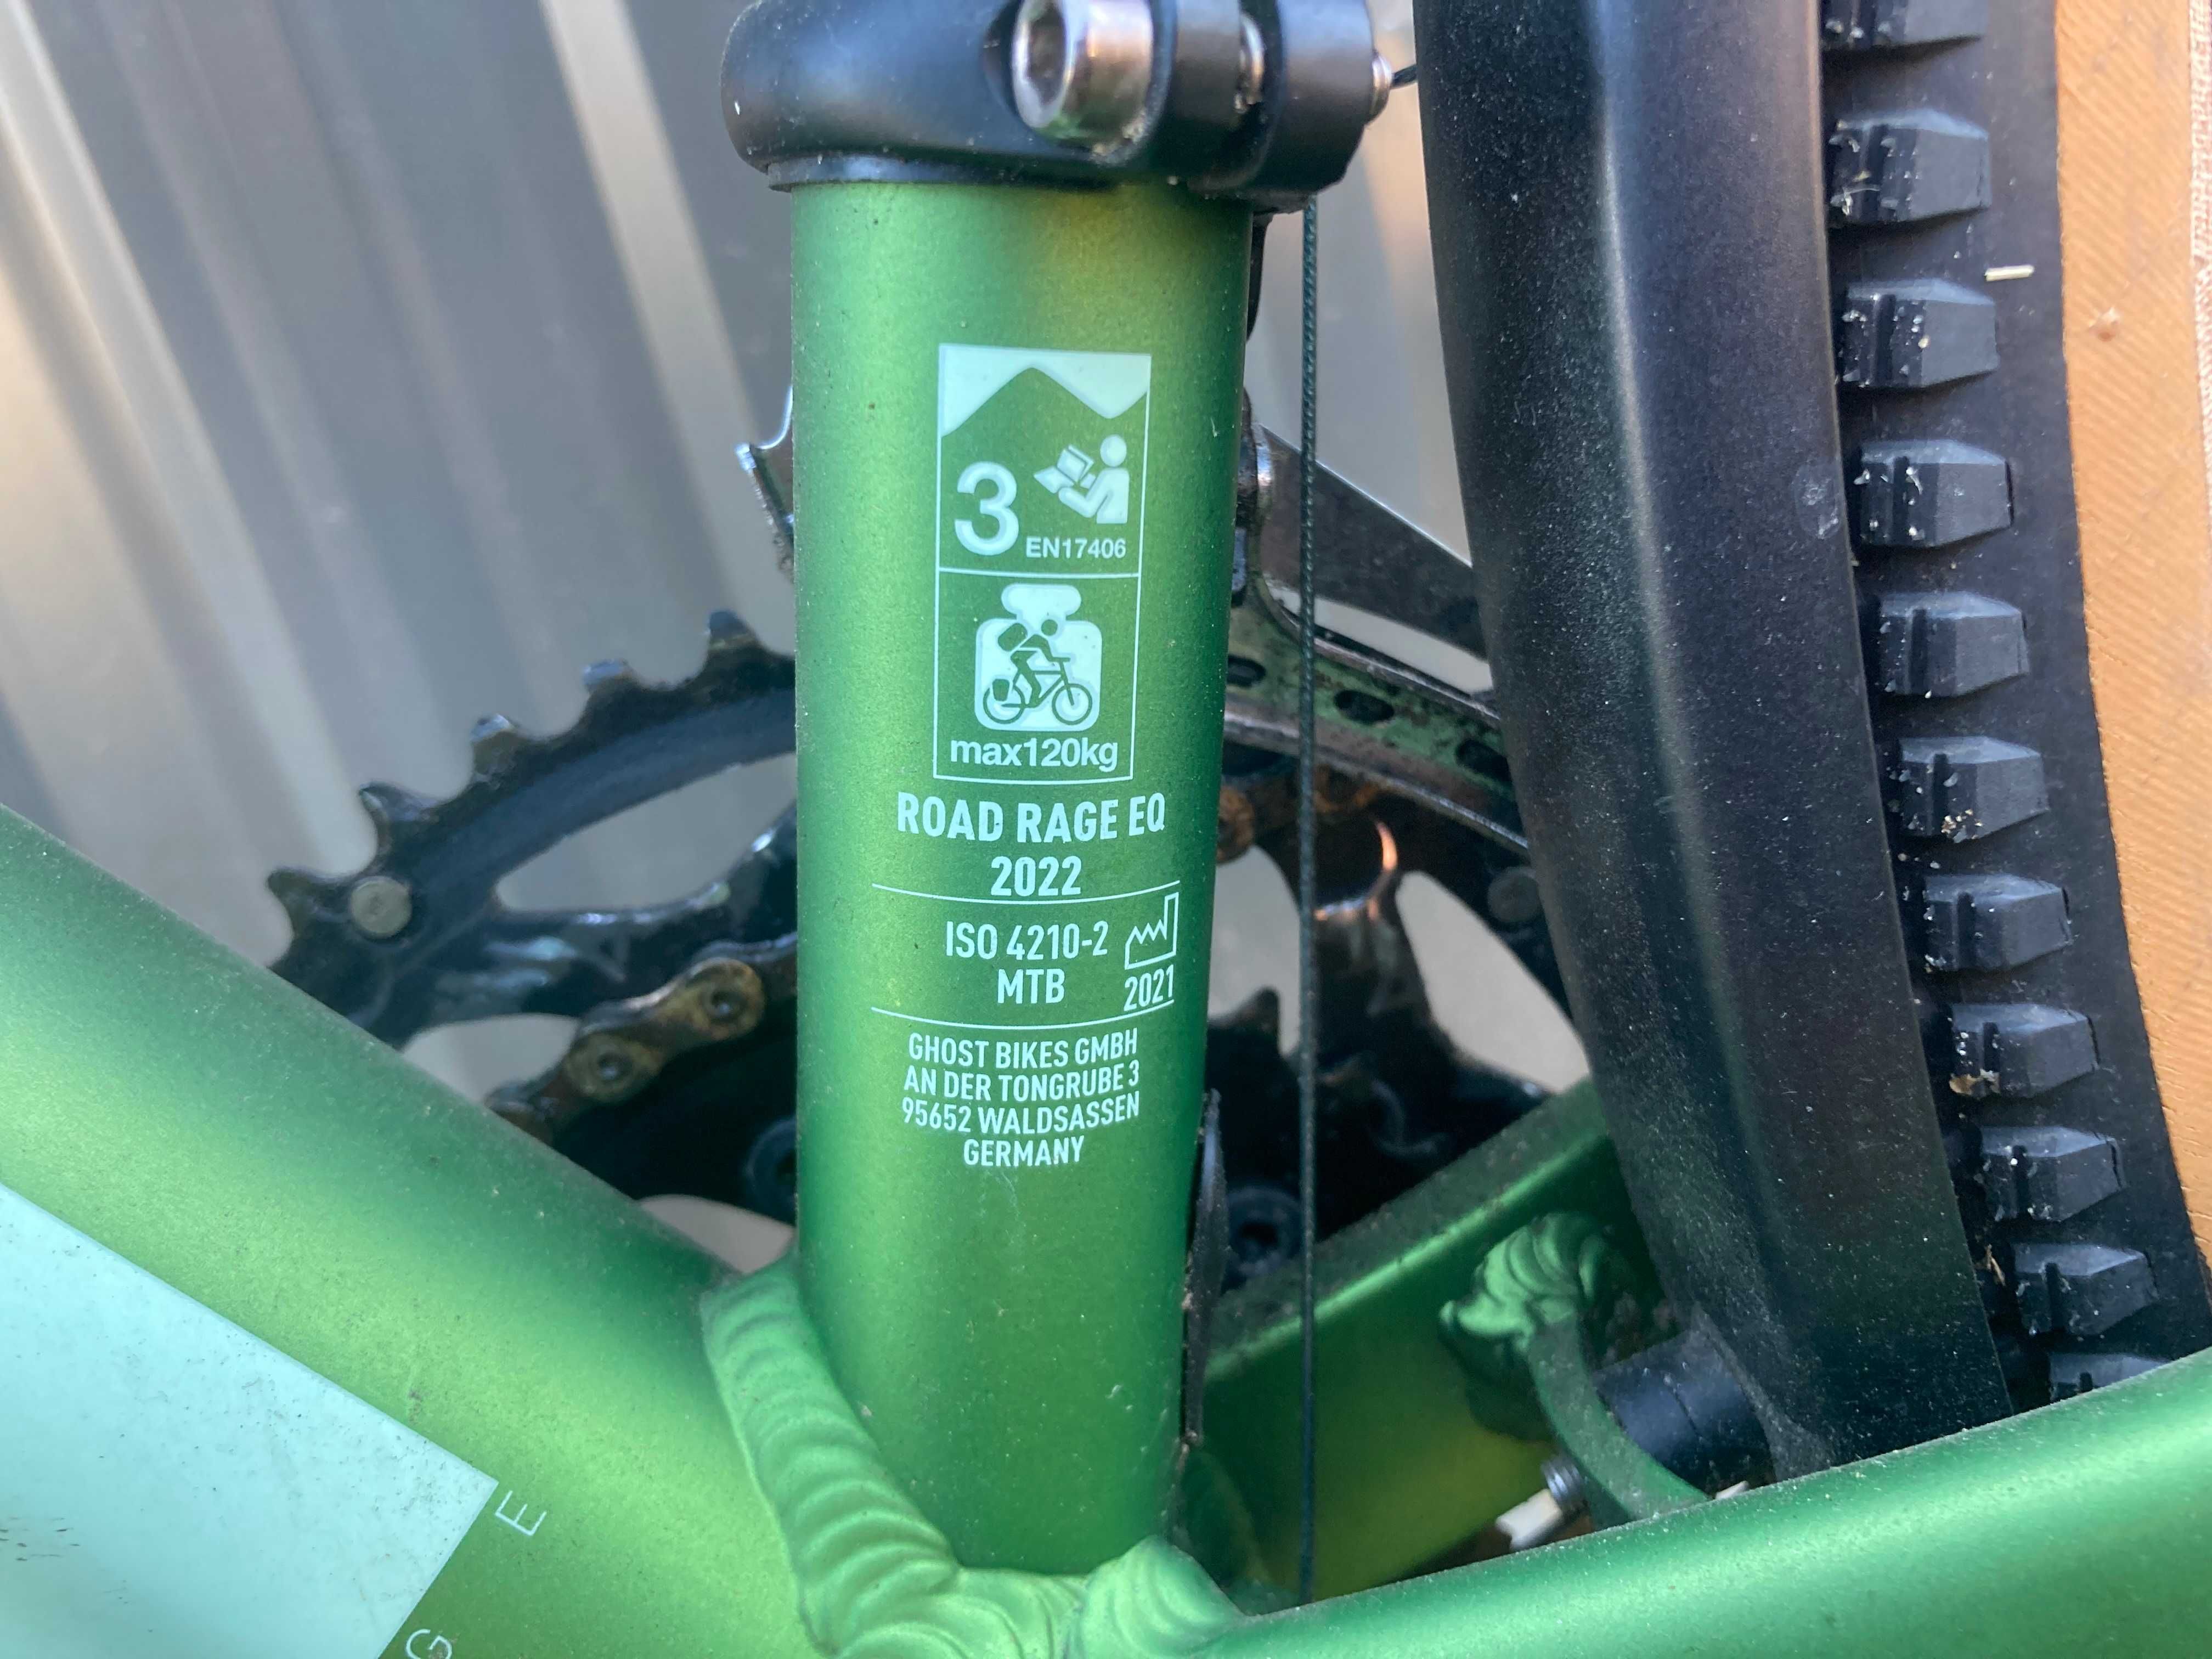 3
EN17406
max120kg
ROAD RAGE EQ
2022
ISO 4210-2
MTB
2021
GHOST BIKES GMBH
AN DER TONGRUBE 3
95652 WALDSASSEN
GERMANY
G E